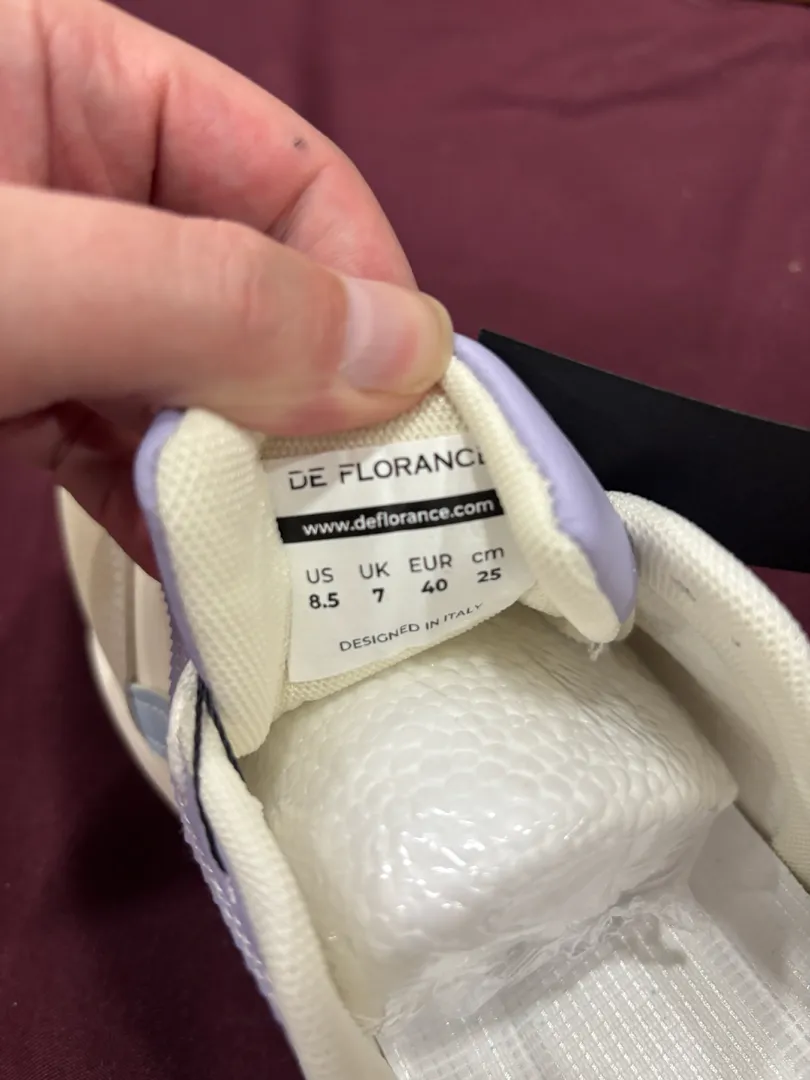 DE FLORANCE
www.deflorance.com
US UK EUR cm
8.5 7 40 25
DESIGNED IN ITALY